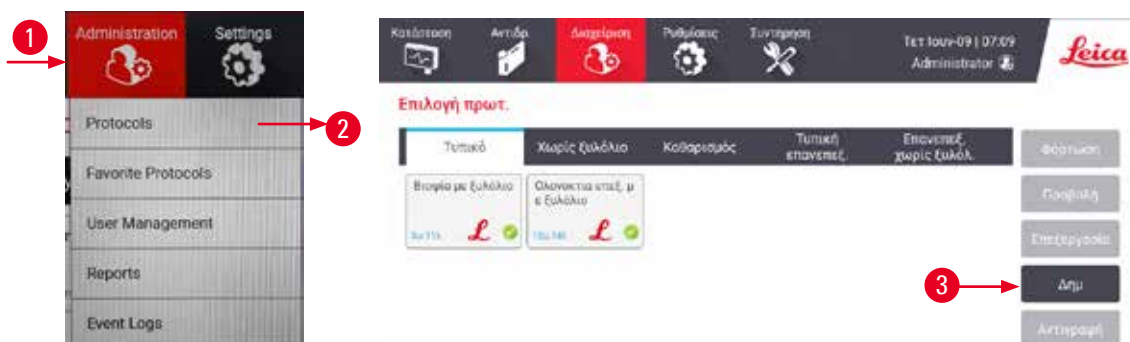 1
Administration
Settings
Protocols
2
Favorite Protocols
User Management
Reports
Event Logs
Κατάσταση
Αντιδρ.
Διαχείριση
Ρυθμίσεις
Συντήρηση
Τετ Ιουν-09 | 07:09
Administrator
Leica
Επιλογή πρωτ.
Τυπικό
Χωρίς ξυλόλιο
Καθαρισμός
Τυπική
επανεπεξ.
Επανεπεξ.
χωρίς ξυλόλ.
Βιοψία με ξυλόλιο
Ολονύκτια επεξ. μ
ε ξυλόλιο
L
L
Φόρτωση
Προβολή
Επεξεργασία
3
Δημ
Αντιγραφή